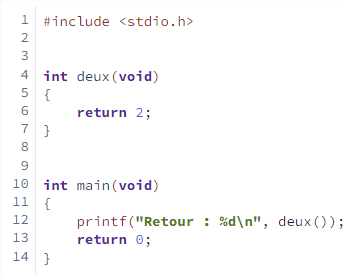 1 #include <stdio.h>
2
3
4 int deux(void)
5 {
6     return 2;
7 }
8
9
10 int main(void)
11 {
12     printf("Retour : %d\n", deux());
13     return 0;
14 }